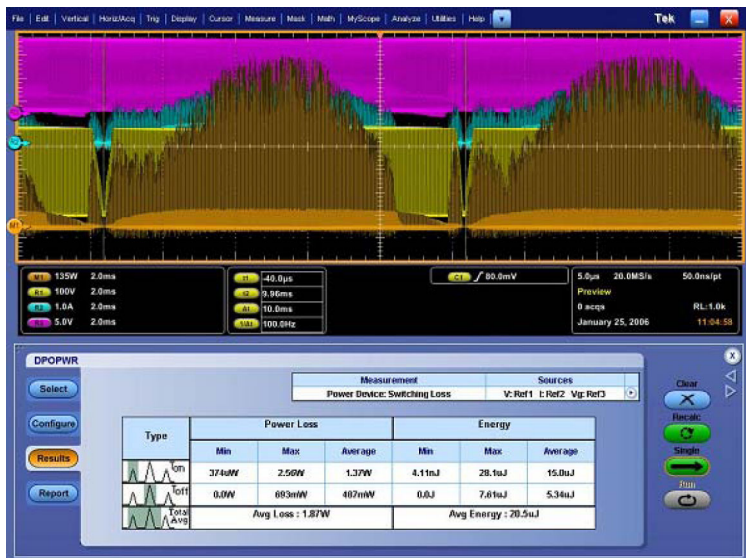 File | Edit | Vertical | Horiz/Acq | Trig | Display | Cursor | Measure | Mask | Math | MyScope | Analyze | Utilities | Help
Tek
M1
M1 135W 2.0ms
R1 100V 2.0ms
R2 1.0A 2.0ms
R3 5.0V 2.0ms
t1 -40.0µs
t2 9.96ms
Δt 10.0ms
1/Δt 100.0Hz
C1 80.0mV
5.0µs 20.0MS/s 50.0ns/pt
Preview
0 acqs RL:1.0k
January 25, 2006 11:04:58
DPOPWR
Select
Configure
Results
Report
Measurement Sources
Power Device: Switching Loss V: Ref1 I: Ref2 Vg: Ref3
Type Power Loss Energy
Min Max Average Min Max Average
Ton 374uW 2.56W 1.37W 4.11nJ 28.1uJ 15.0uJ
Toff 0.0W 693mW 487mW 0.0J 7.61uJ 5.34uJ
Total Avg Avg Loss : 1.87W Avg Energy : 20.5uJ
Clear
Recalc
Single
Run